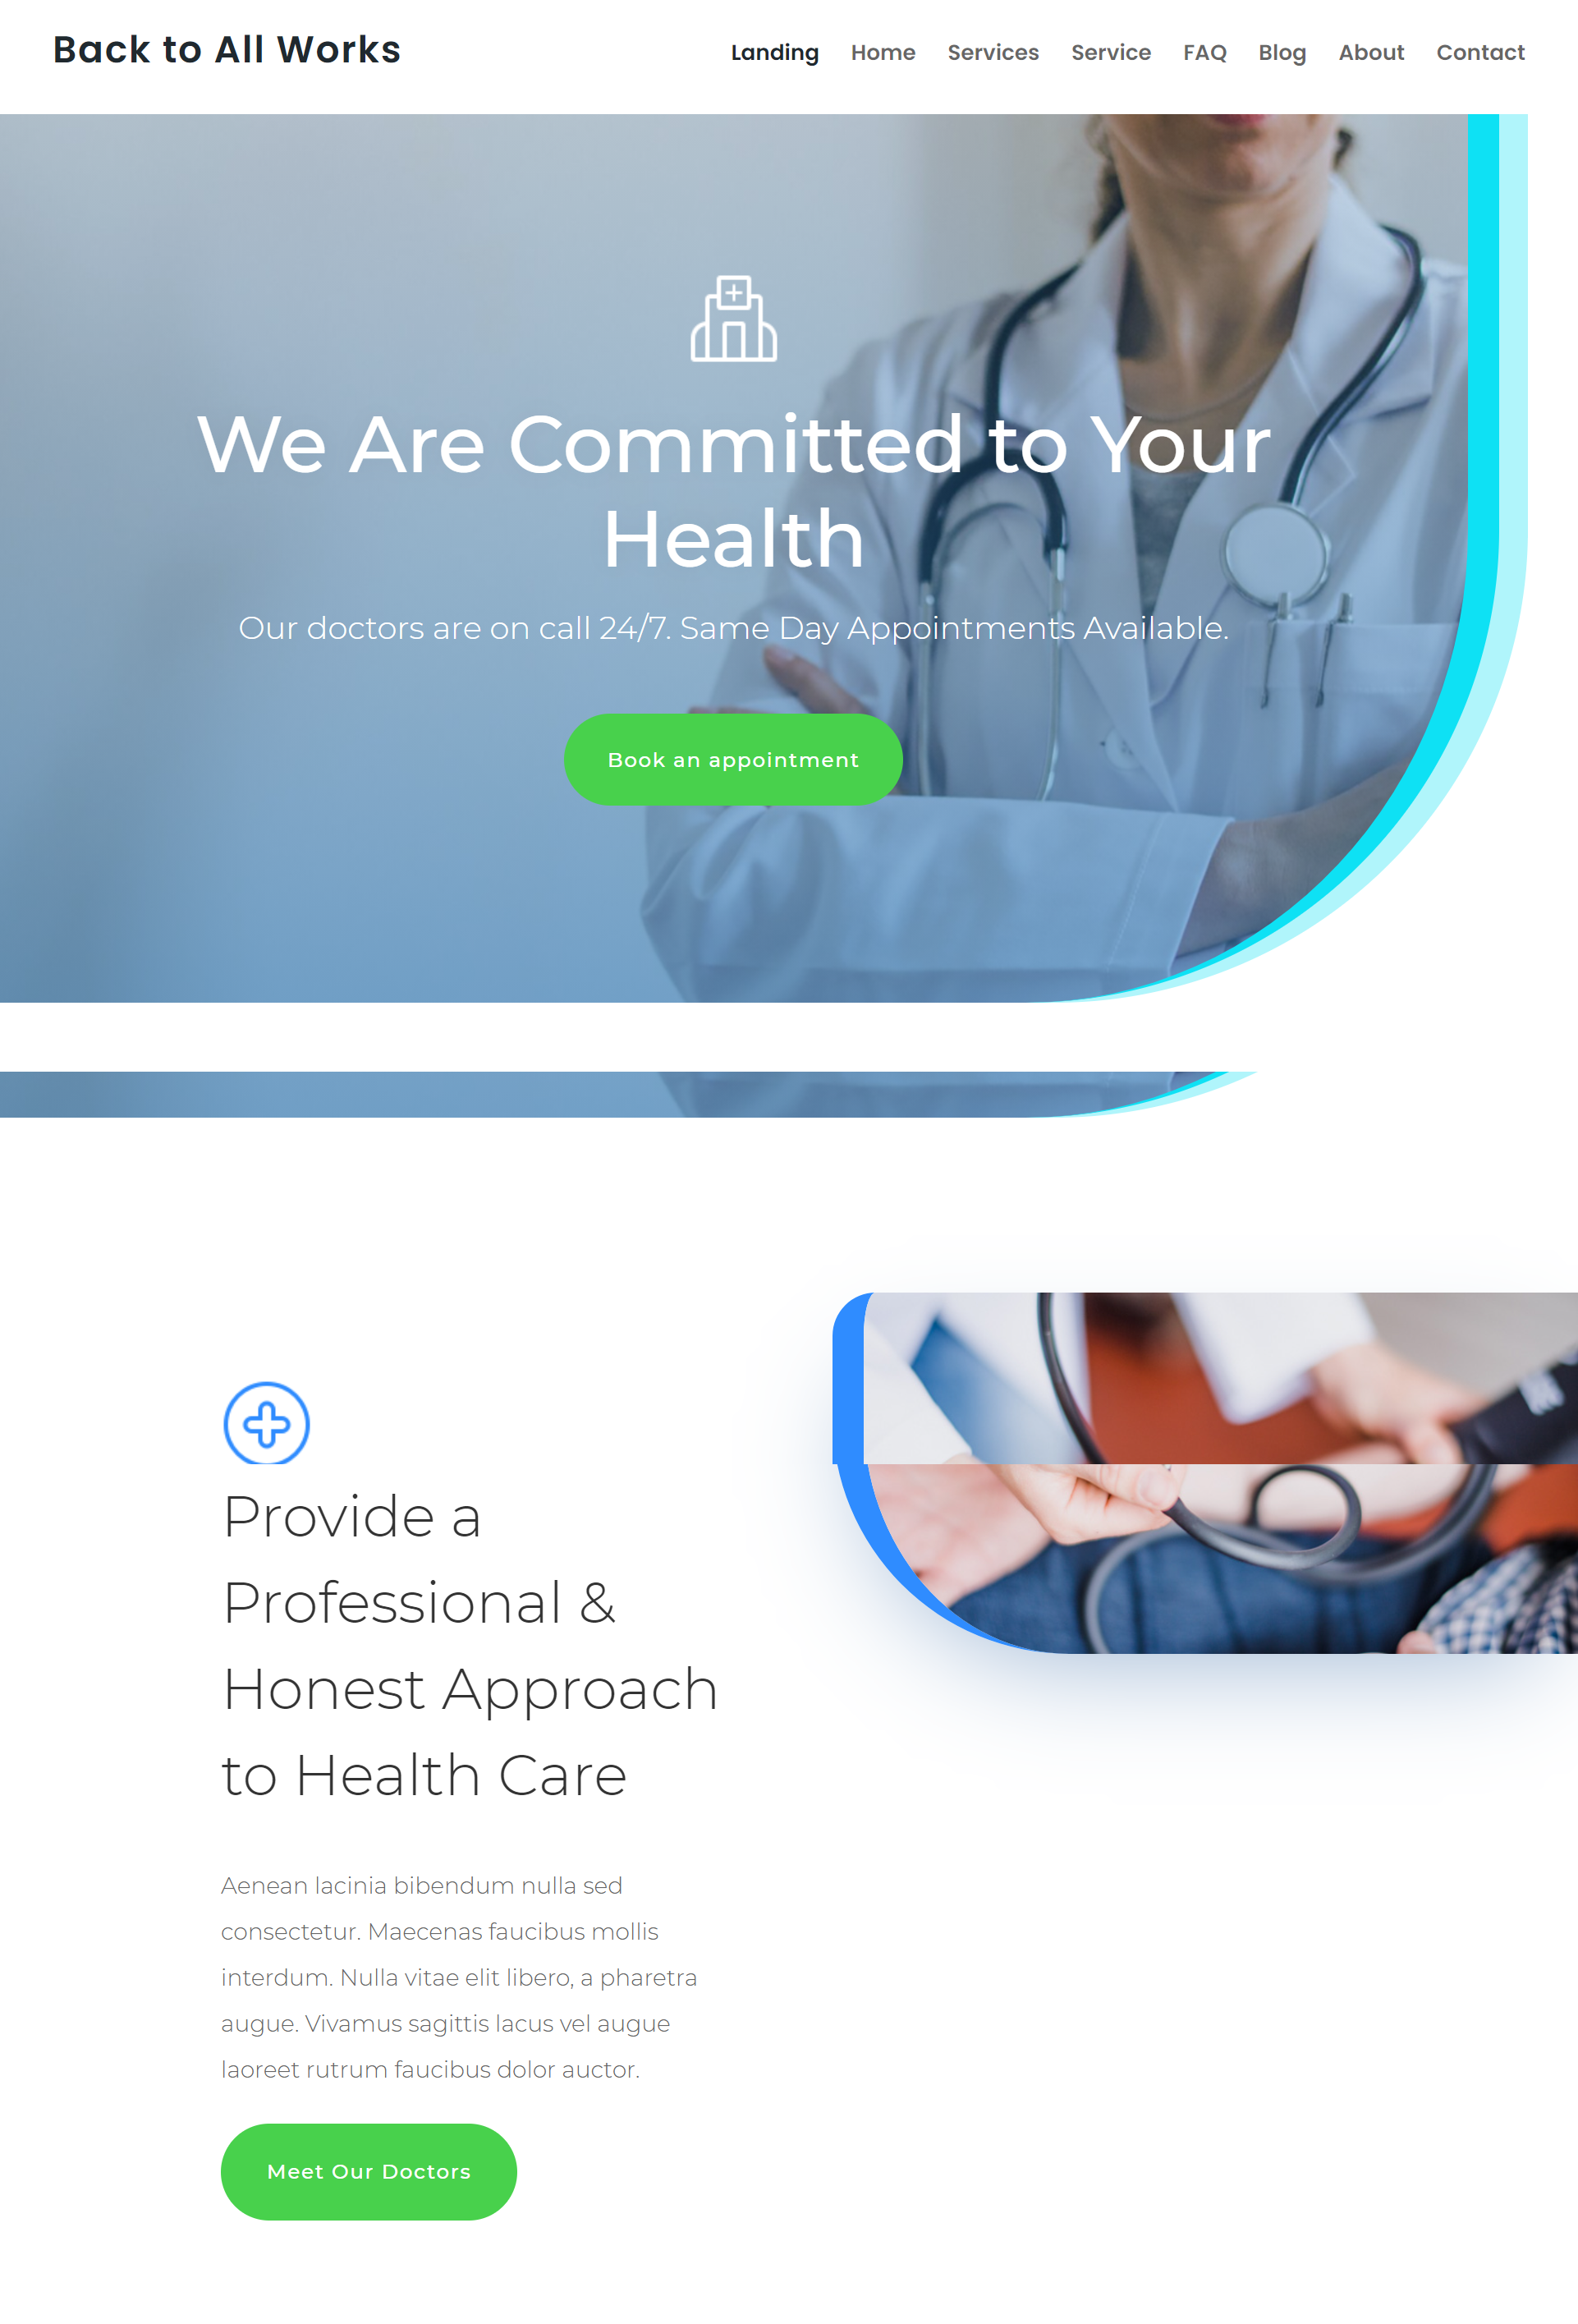 Back to All Works
Landing Home Services Service FAQ Blog About Contact
We Are Committed to Your
Health
Our doctors are on call 24/7. Same Day Appointments Available.
Book an appointment
Provide a
Professional &
Honest Approach
to Health Care
Aenean lacinia bibendum nulla sed
consectetur. Maecenas faucibus mollis
interdum. Nulla vitae elit libero, a pharetra
augue. Vivamus sagittis lacus vel augue
laoreet rutrum faucibus dolor auctor.
Meet Our Doctors